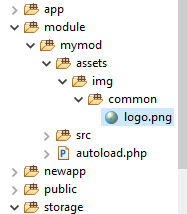 app
module
mymod
assets
img
common
logo.png
src
autoload.php
newapp
public
storage